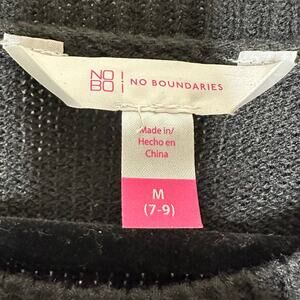 NO
BO
NO BOUNDARIES
Made in/
Hecho en
China
M
(7-9)